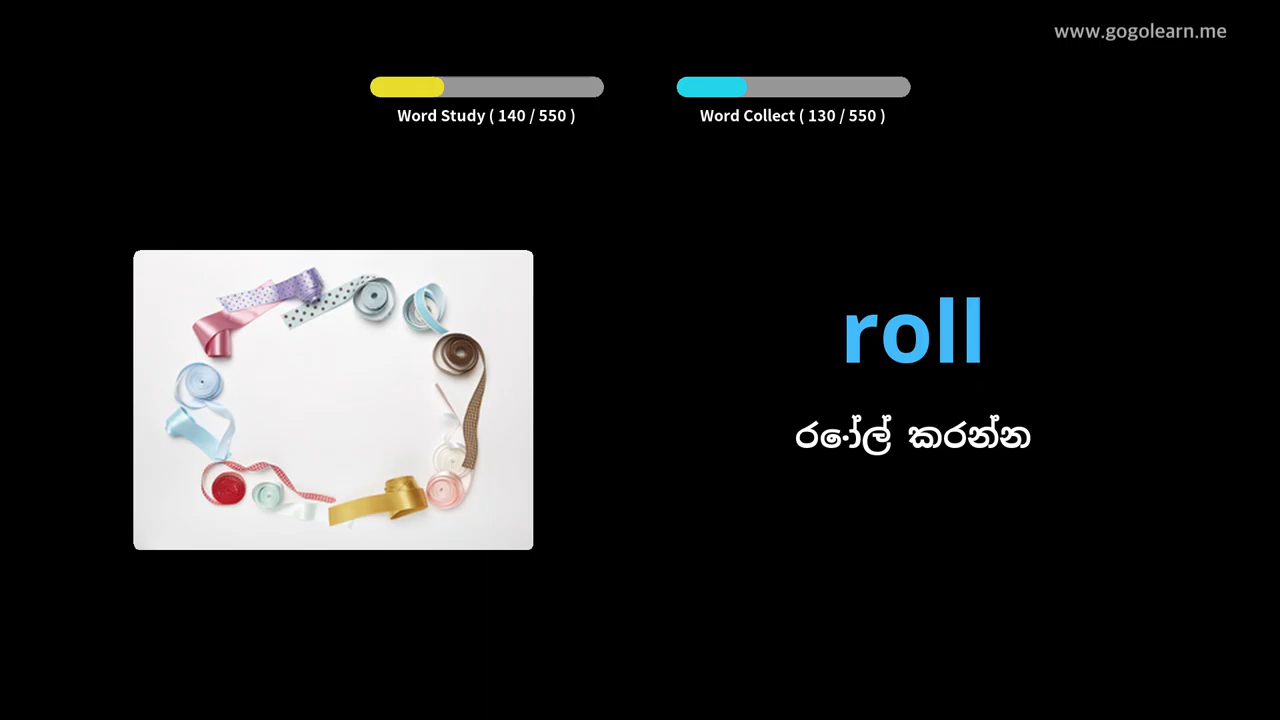 www.gogolearn.me
Word Study ( 140 / 550 )
Word Collect ( 130 / 550 )
roll
රෝල් කරන්න